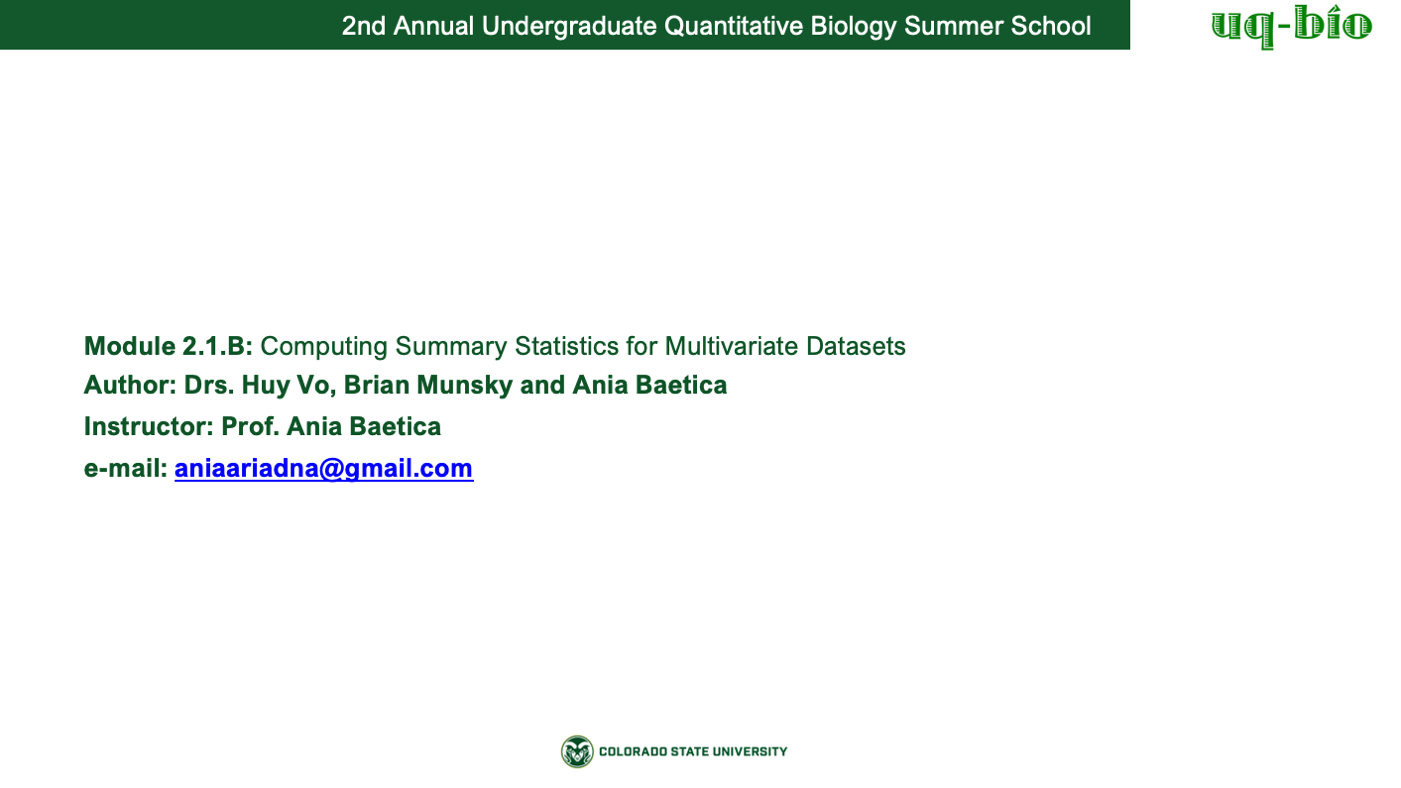 2nd Annual Undergraduate Quantitative Biology Summer School
uq-bio
Module 2.1.B: Computing Summary Statistics for Multivariate Datasets
Author: Drs. Huy Vo, Brian Munsky and Ania Baetica
Instructor: Prof. Ania Baetica
e-mail: aniaariadna@gmail.com
COLORADO STATE UNIVERSITY